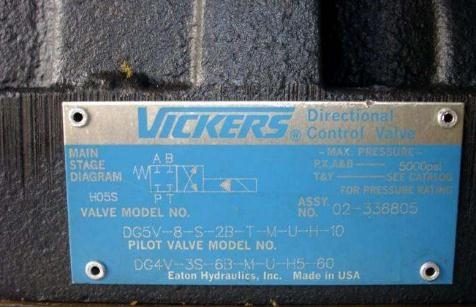 VICKERS® Directional Control Valve
MAIN STAGE DIAGRAM
A B
P T
H05S
MAX. PRESSURE
P,X,A&B — 5000psi
T&Y — SEE CATALOG
FOR PRESSURE RATING
VALVE MODEL NO.
ASSY. NO. 02-336805
DG5V-8-S-2B-T-M-U-H-10
PILOT VALVE MODEL NO.
DG4V-3S-6B-M-U-H5-60
Eaton Hydraulics, Inc. Made in USA